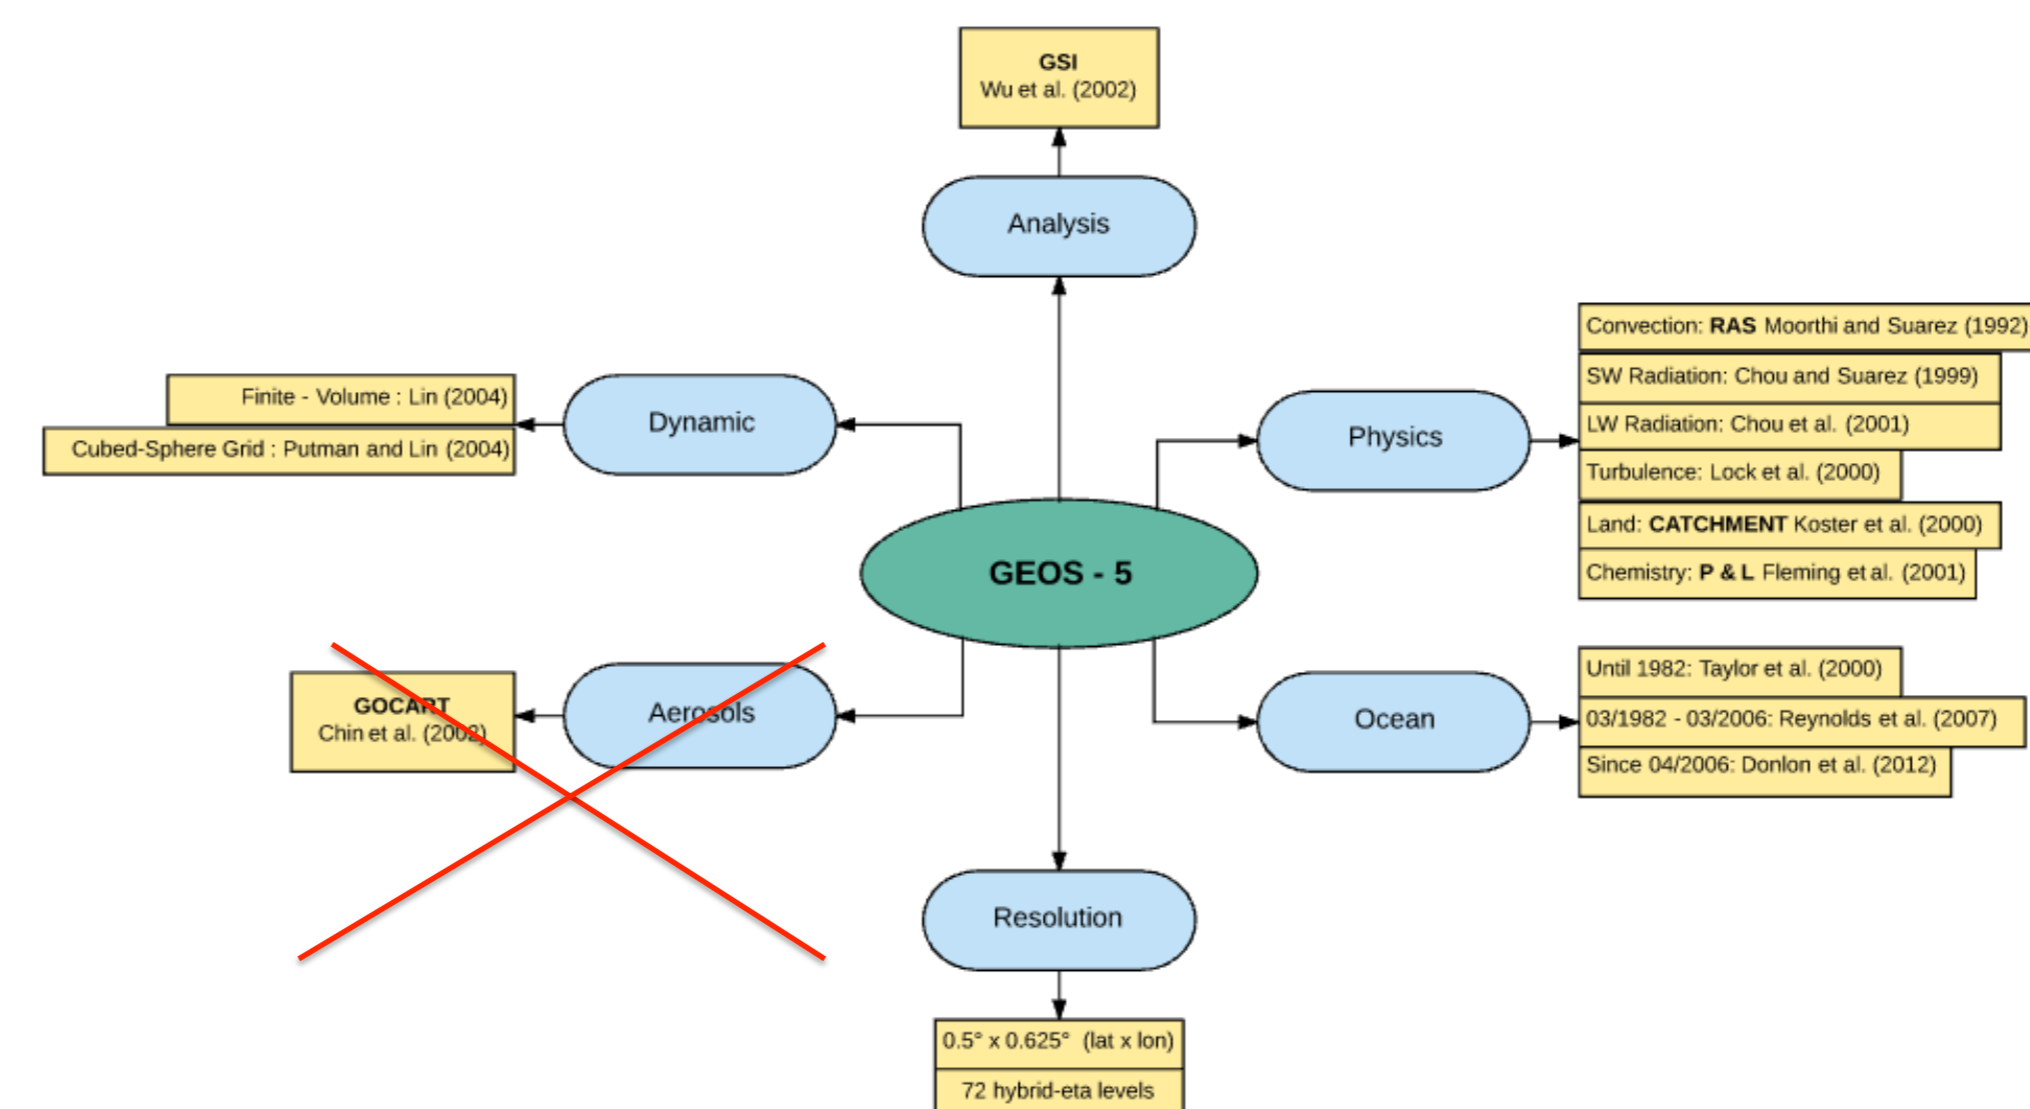 GSI
Wu et al. (2002)
Analysis
Convection: RAS Moorthi and Suarez (1992)
SW Radiation: Chou and Suarez (1999)
LW Radiation: Chou et al. (2001)
Turbulence: Lock et al. (2000)
Land: CATCHMENT Koster et al. (2000)
Chemistry: P & L Fleming et al. (2001)
Physics
Finite - Volume : Lin (2004)
Cubed-Sphere Grid : Putman and Lin (2004)
Dynamic
GEOS - 5
GOCART
Chin et al. (2002)
Aerosols
Ocean
Until 1982: Taylor et al. (2000)
03/1982 - 03/2006: Reynolds et al. (2007)
Since 04/2006: Donlon et al. (2012)
Resolution
0.5° x 0.625° (lat x lon)
72 hybrid-eta levels